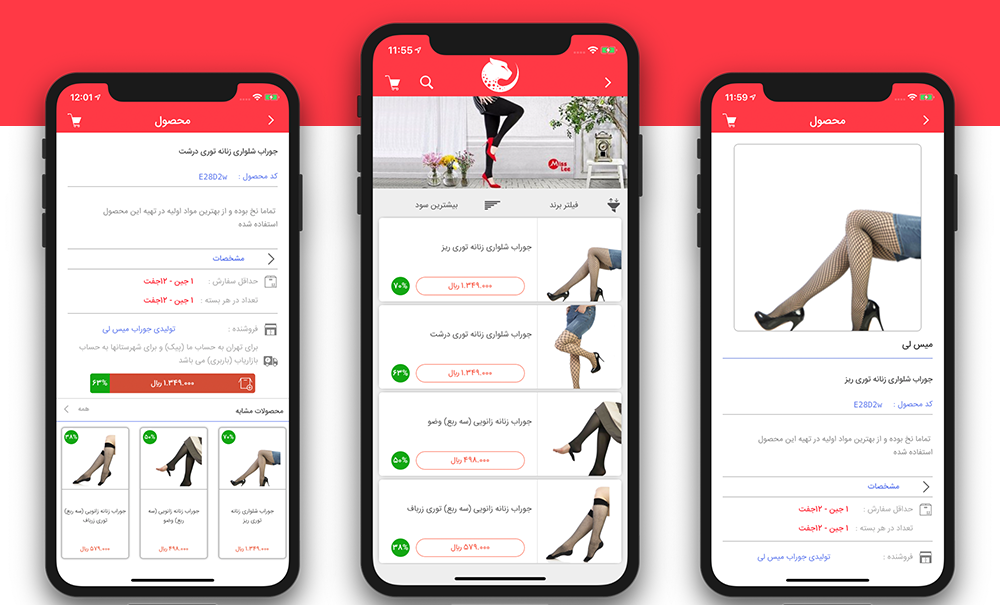 12:01
محصول
جوراب شلواری زنانه توری درشت
کد محصول : E28D2w
تماما نخ بوده و از بهترین مواد اولیه در تهیه این محصول
استفاده شده
مشخصات
حداقل سفارش : ۱ جین - ۱۲جفت
تعداد در هر بسته : ۱ جین - ۱۲جفت
فروشنده : تولیدی جوراب میس لی
برای تهران به حساب ما (پیک) و برای شهرستانها به حساب
بازاریاب (باربری) می باشد
۱.۳۴۹.۰۰۰ ریال
۶۳%
محصولات مشابه
همه
۷۰%
جوراب شلواری زنانه
توری ریز
۱.۳۴۹.۰۰۰ ریال
۵۰%
جوراب زنانه زانویی (سه
ربع) وضو
۴۹۸.۰۰۰ ریال
۳۸%
جوراب زنانه زانویی (سه ربع)
توری زرباف
۵۷۹.۰۰۰ ریال
11:55
Miss
Lee
فیلتر برند
بیشترین سود
جوراب شلواری زنانه توری ریز
۱.۳۴۹.۰۰۰ ریال
۷۰%
جوراب شلواری زنانه توری درشت
۱.۳۴۹.۰۰۰ ریال
۶۳%
جوراب زنانه زانویی (سه ربع) وضو
۴۹۸.۰۰۰ ریال
۵۰%
جوراب زنانه زانویی (سه ربع) توری زرباف
۵۷۹.۰۰۰ ریال
۳۸%
11:59
محصول
میس لی
جوراب شلواری زنانه توری ریز
کد محصول : E28D2w
تماما نخ بوده و از بهترین مواد اولیه در تهیه این محصول
استفاده شده
مشخصات
حداقل سفارش : ۱ جین - ۱۲جفت
تعداد در هر بسته : ۱ جین - ۱۲جفت
فروشنده : تولیدی جوراب میس لی